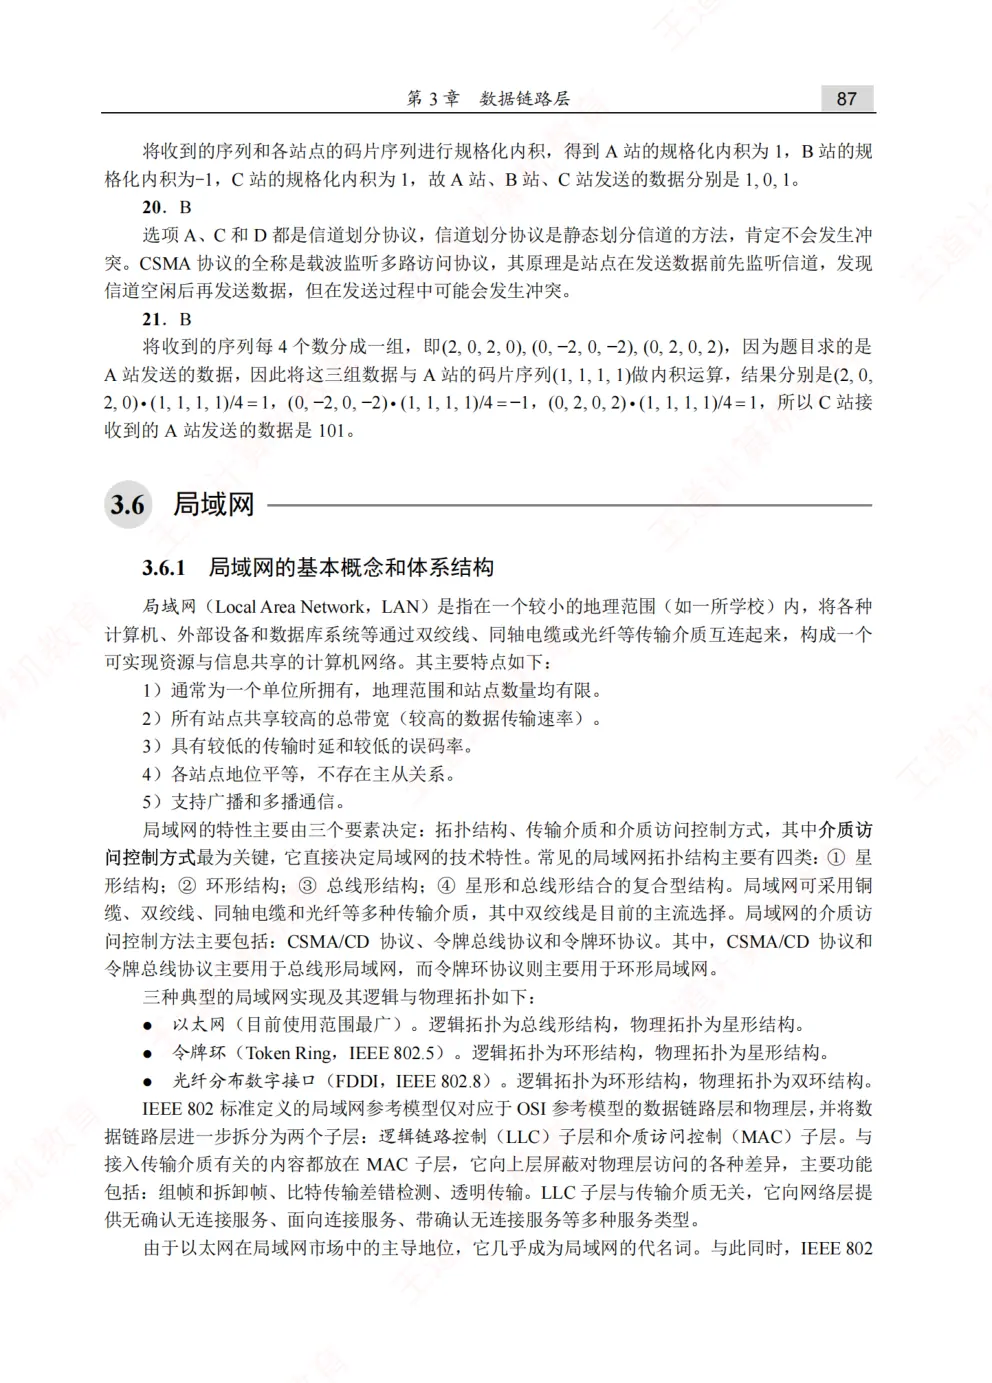 第 3 章 数据链路层 87
将收到的序列和各站点的码片序列进行规格化内积，得到 A 站的规格化内积为 1，B 站的规
格化内积为−1，C 站的规格化内积为 1，故 A 站、B 站、C 站发送的数据分别是 1, 0, 1。
20．B
选项 A、C 和 D 都是信道划分协议，信道划分协议是静态划分信道的方法，肯定不会发生冲
突。CSMA 协议的全称是载波监听多路访问协议，其原理是站点在发送数据前先监听信道，发现
信道空闲后再发送数据，但在发送过程中可能会发生冲突。
21．B
将收到的序列每 4 个数分成一组，即(2, 0, 2, 0), (0, −2, 0, −2), (0, 2, 0, 2)，因为题目求的是
A 站发送的数据，因此将这三组数据与 A 站的码片序列(1, 1, 1, 1)做内积运算，结果分别是(2, 0,
2, 0)•(1, 1, 1, 1)/4 = 1，(0, −2, 0, −2)•(1, 1, 1, 1)/4 = −1，(0, 2, 0, 2)•(1, 1, 1, 1)/4 = 1，所以 C 站接
收到的 A 站发送的数据是 101。
3.6 局域网
3.6.1 局域网的基本概念和体系结构
局域网（Local Area Network，LAN）是指在一个较小的地理范围（如一所学校）内，将各种
计算机、外部设备和数据库系统等通过双绞线、同轴电缆或光纤等传输介质互连起来，构成一个
可实现资源与信息共享的计算机网络。其主要特点如下：
1）通常为一个单位所拥有，地理范围和站点数量均有限。
2）所有站点共享较高的总带宽（较高的数据传输速率）。
3）具有较低的传输时延和较低的误码率。
4）各站点地位平等，不存在主从关系。
5）支持广播和多播通信。
局域网的特性主要由三个要素决定：拓扑结构、传输介质和介质访问控制方式，其中介质访
问控制方式最为关键，它直接决定局域网的技术特性。常见的局域网拓扑结构主要有四类：① 星
形结构；② 环形结构；③ 总线形结构；④ 星形和总线形结合的复合型结构。局域网可采用铜
缆、双绞线、同轴电缆和光纤等多种传输介质，其中双绞线是目前的主流选择。局域网的介质访
问控制方法主要包括：CSMA/CD 协议、令牌总线协议和令牌环协议。其中，CSMA/CD 协议和
令牌总线协议主要用于总线形局域网，而令牌环协议则主要用于环形局域网。
三种典型的局域网实现及其逻辑与物理拓扑如下：
● 以太网（目前使用范围最广）。逻辑拓扑为总线形结构，物理拓扑为星形结构。
● 令牌环（Token Ring，IEEE 802.5）。逻辑拓扑为环形结构，物理拓扑为星形结构。
● 光纤分布数字接口（FDDI，IEEE 802.8）。逻辑拓扑为环形结构，物理拓扑为双环结构。
IEEE 802 标准定义的局域网参考模型仅对应于 OSI 参考模型的数据链路层和物理层，并将数
据链路层进一步拆分为两个子层：逻辑链路控制（LLC）子层和介质访问控制（MAC）子层。与
接入传输介质有关的内容都放在 MAC 子层，它向上层屏蔽对物理层访问的各种差异，主要功能
包括：组帧和拆卸帧、比特传输差错检测、透明传输。LLC 子层与传输介质无关，它向网络层提
供无确认无连接服务、面向连接服务、带确认无连接服务等多种服务类型。
由于以太网在局域网市场中的主导地位，它几乎成为局域网的代名词。与此同时，IEEE 802